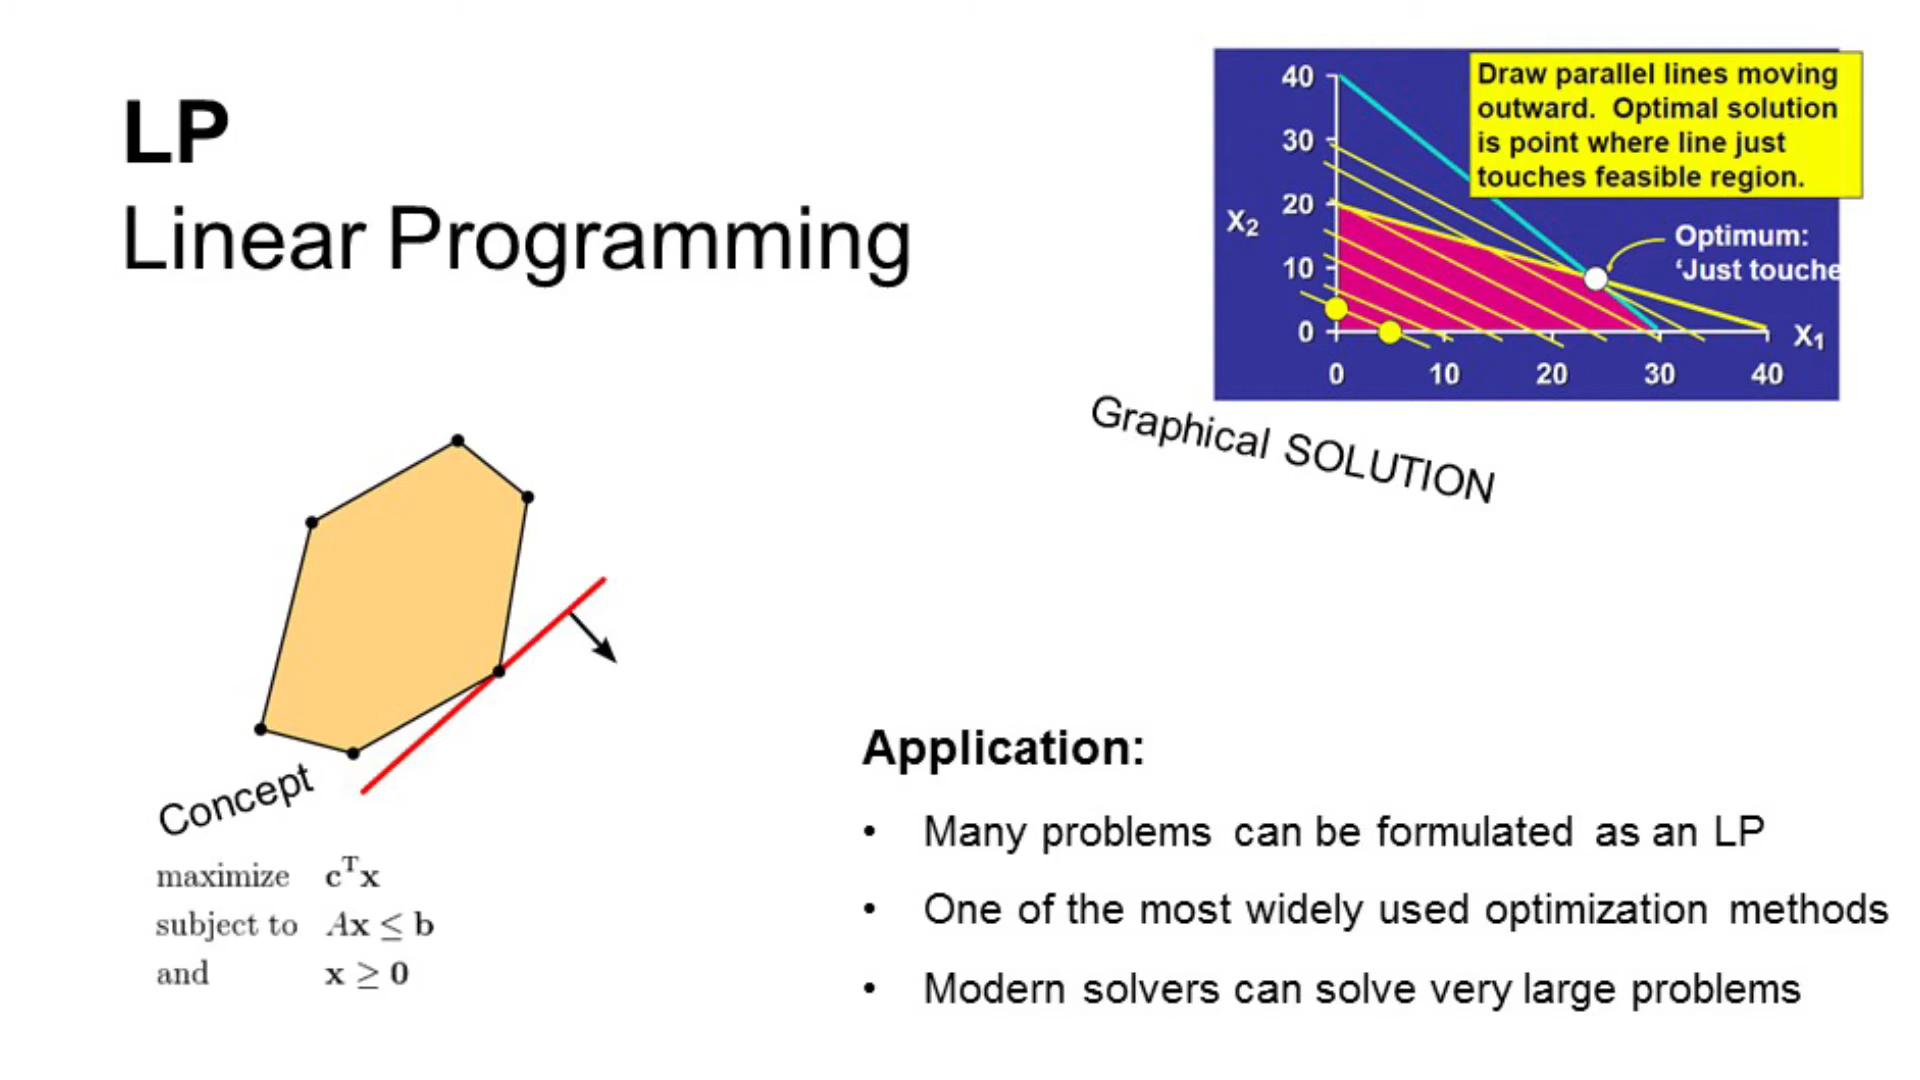 LP
Linear Programming
Draw parallel lines moving
outward. Optimal solution
is point where line just
touches feasible region.
40
30
20
10
0
X2
Optimum:
‘Just touche
X1
0 10 20 30 40
Graphical SOLUTION
Concept
maximize cᵀx
subject to Ax ≤ b
and x ≥ 0
Application:
• Many problems can be formulated as an LP
• One of the most widely used optimization methods
• Modern solvers can solve very large problems